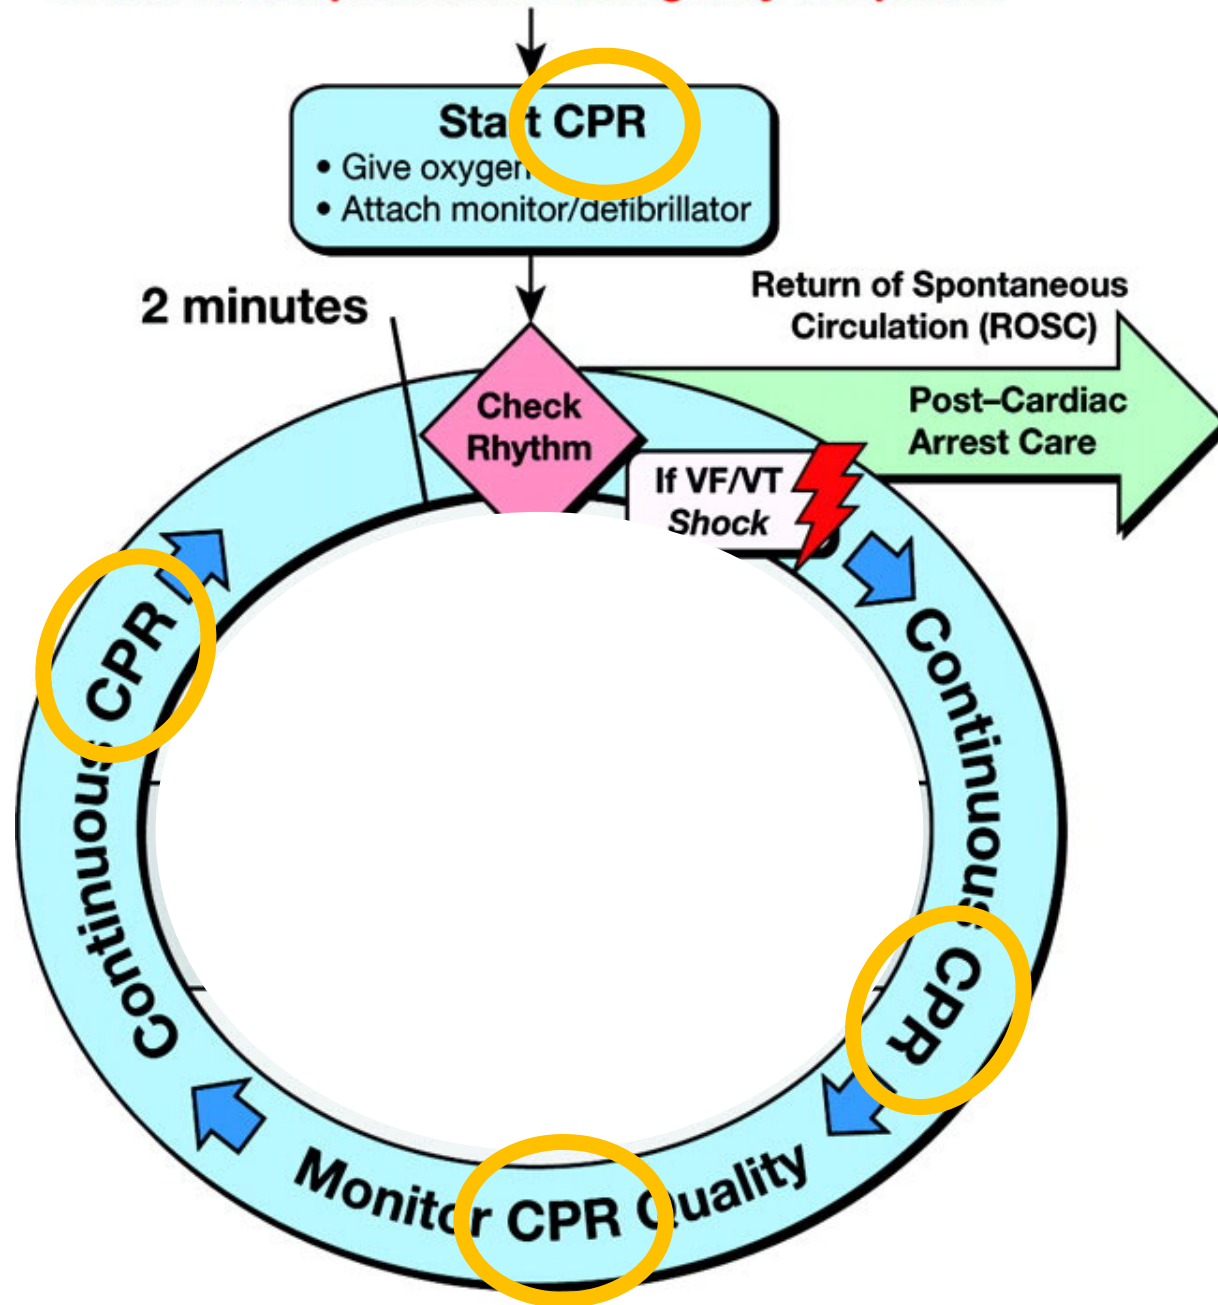 Start CPR
• Give oxygen
• Attach monitor/defibrillator
2 minutes
Return of Spontaneous
Circulation (ROSC)
Check
Rhythm
Post–Cardiac
Arrest Care
If VF/VT
Shock
Continuous CPR
Monitor CPR Quality
Continuous CPR